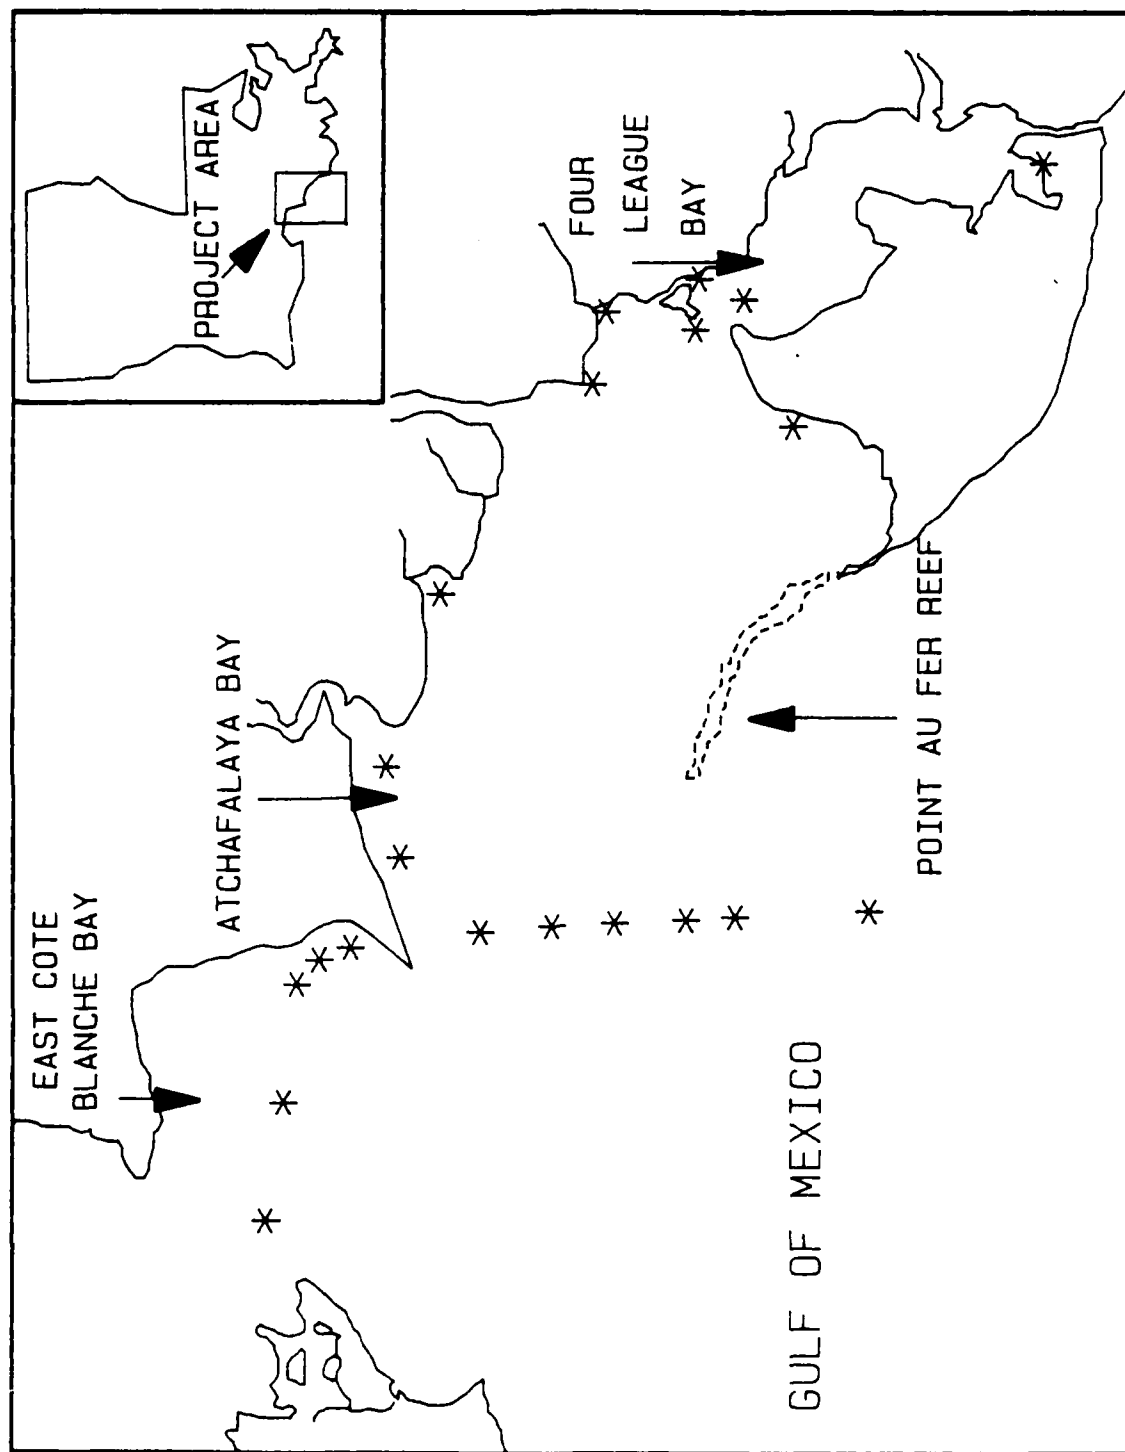 PROJECT AREA
FOUR
LEAGUE
BAY
ATCHAFALAYA BAY
EAST COTE
BLANCHE BAY
POINT AU FER REEF
GULF OF MEXICO